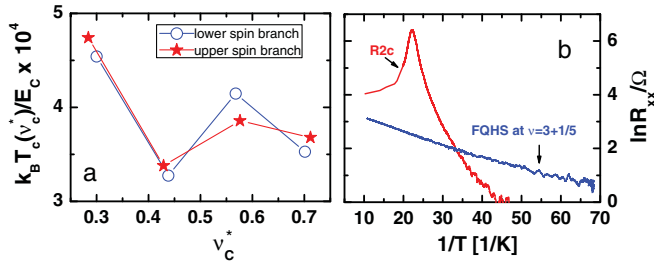 k_B T_c(ν_c^*)/E_C x 10^4
5
4
3
0.3 0.4 0.5 0.6 0.7
ν_C^*
lower spin branch
upper spin branch
a
b
R2c
FQHS at ν=3+1/5
10 20 30 40 50 60 70
1/T [1/K]
6
4
2
0
lnR_xx/Ω